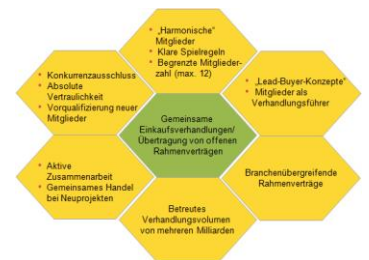 „Harmonische"
Mitglieder
Klare Spielregeln
Begrenzte Mitglieder-
zahl (max. 12)
Konkurrenzausschluss
Absolute
Vertraulichkeit
Vorqualifizierung neuer
Mitglieder
„Lead-Buyer-Konzepte"
Mitglieder als
Verhandlungsführer
Gemeinsame
Einkaufsverhandlungen/
Übertragung von offenen
Rahmenverträgen
Aktive
Zusammenarbeit
Gemeinsames Handel
bei Neuprojekten
Branchenübergreifende
Rahmenverträge
Betreutes
Verhandlungsvolumen
von mehreren Milliarden